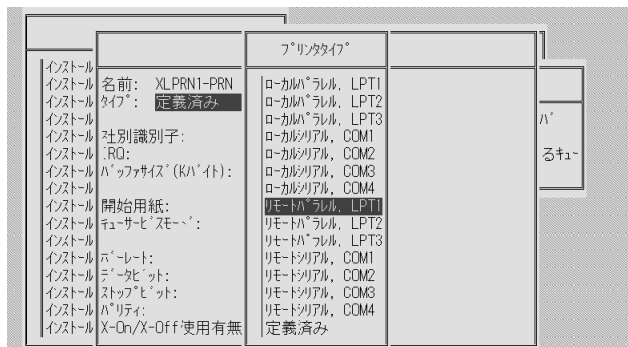 プリンタタイプ
インストール
インストール 名前: XLPRN1-PRN ローカルパラレル, LPT1
インストール タイプ: 定義済み ローカルパラレル, LPT2
インストール ローカルパラレル, LPT3 バ
インストール 社別識別子: ローカルシリアル, COM1
インストール IRQ: ローカルシリアル, COM2 るキュー
インストール バッファサイズ(Kバイト): ローカルシリアル, COM3
インストール ローカルシリアル, COM4
インストール 開始用紙: リモートパラレル, LPT1
インストール キューサービスモード: リモートパラレル, LPT2
インストール リモートパラレル, LPT3
インストール ボーレート: リモートシリアル, COM1
インストール データビット: リモートシリアル, COM2
インストール ストップビット: リモートシリアル, COM3
インストール パリティ: リモートシリアル, COM4
インストール X-On/X-Off使用有無 定義済み